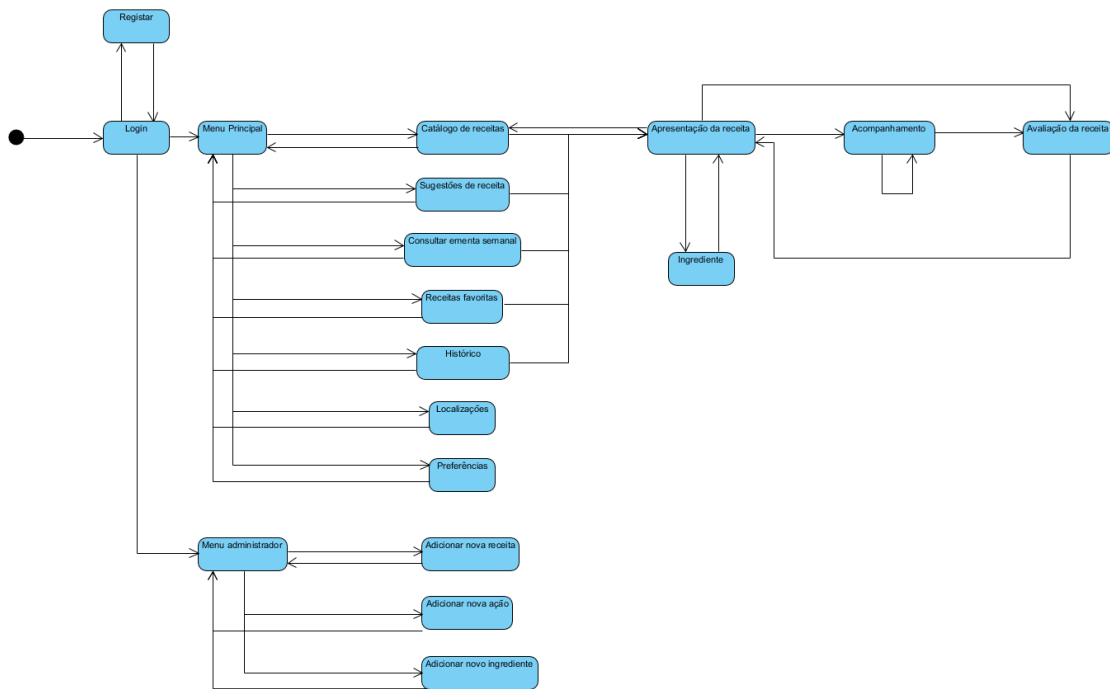 Registar
Login
Menu Principal
Catálogo de receitas
Apresentação da receita
Acompanhamento
Avaliação da receita
Sugestões de receita
Consultar ementa semanal
Ingrediente
Receitas favoritas
Histórico
Localizações
Preferências
Menu administrador
Adicionar nova receita
Adicionar nova ação
Adicionar novo ingrediente